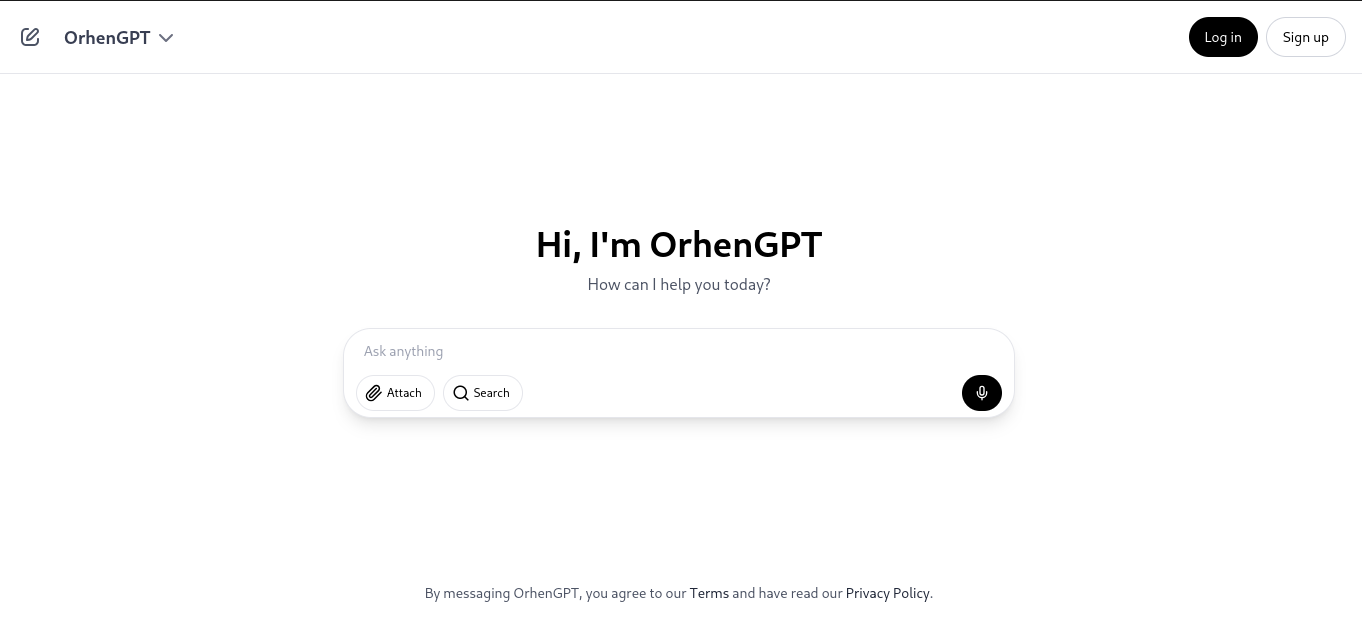 OrhenGPT
Log in
Sign up
Hi, I'm OrhenGPT
How can I help you today?
Ask anything
Attach
Search
By messaging OrhenGPT, you agree to our Terms and have read our Privacy Policy.